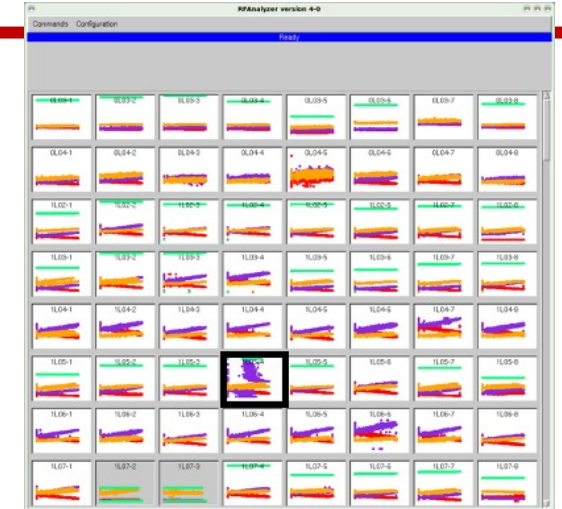 RFAnalyzer version 4-0
Commands Configuration
Ready
0L03-1 0L03-2 0L03-3 0L03-4 0L03-5 0L03-6 0L03-7 0L03-8
0L04-1 0L04-2 0L04-3 0L04-4 0L04-5 0L04-6 0L04-7 0L04-8
1L02-1 1L02-2 1L02-3 1L02-4 1L02-5 1L02-6 1L02-7 1L02-8
1L03-1 1L03-2 1L03-3 1L03-4 1L03-5 1L03-6 1L03-7 1L03-8
1L04-1 1L04-2 1L04-3 1L04-4 1L04-5 1L04-6 1L04-7 1L04-8
1L05-1 1L05-2 1L05-3 1L05-5 1L05-6 1L05-7 1L05-8
1L06-1 1L06-2 1L06-3 1L06-4 1L06-5 1L06-6 1L06-7 1L06-8
1L07-1 1L07-2 1L07-3 1L07-4 1L07-5 1L07-6 1L07-7 1L07-8